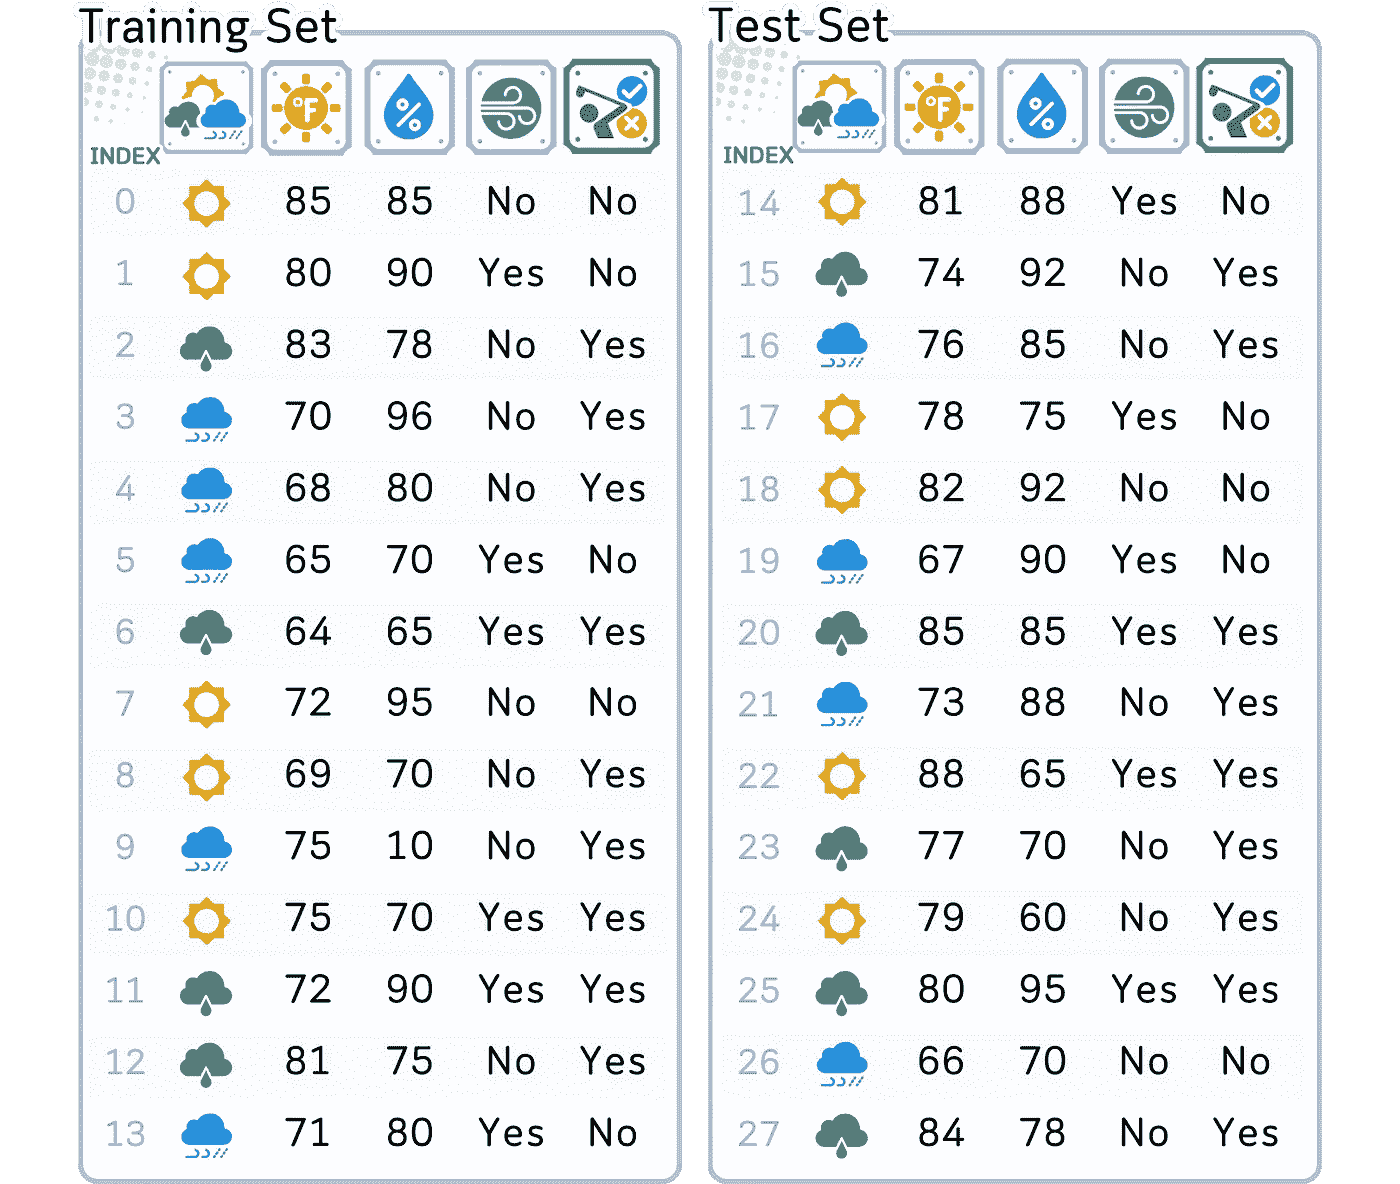 Training Set
°F % INDEX
0 85 85 No No
1 80 90 Yes No
2 83 78 No Yes
3 70 96 No Yes
4 68 80 No Yes
5 65 70 Yes No
6 64 65 Yes Yes
7 72 95 No No
8 69 70 No Yes
9 75 10 No Yes
10 75 70 Yes Yes
11 72 90 Yes Yes
12 81 75 No Yes
13 71 80 Yes No
Test Set
°F % INDEX
14 81 88 Yes No
15 74 92 No Yes
16 76 85 No Yes
17 78 75 Yes No
18 82 92 No No
19 67 90 Yes No
20 85 85 Yes Yes
21 73 88 No Yes
22 88 65 Yes Yes
23 77 70 No Yes
24 79 60 No Yes
25 80 95 Yes Yes
26 66 70 No No
27 84 78 No Yes